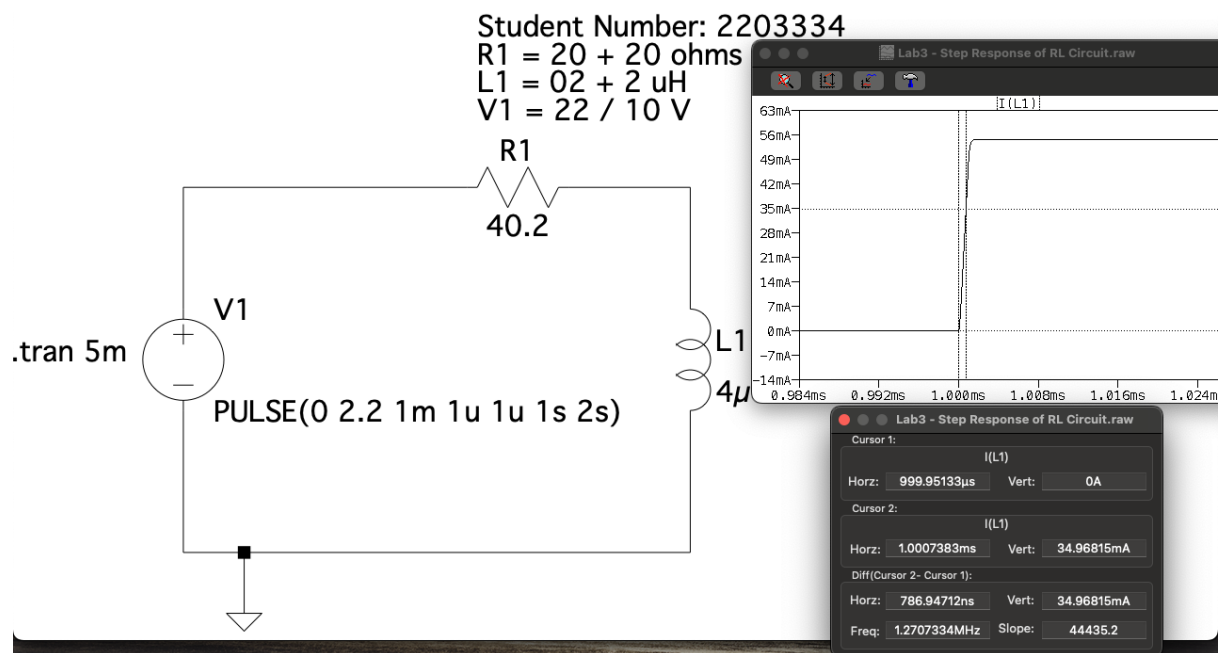 Student Number: 2203334
R1 = 20 + 20 ohms
L1 = 02 + 2 uH
V1 = 22 / 10 V
R1
40.2
V1
.tran 5m
L1
4µ
PULSE(0 2.2 1m 1u 1u 1s 2s)
Lab3 - Step Response of RL Circuit.raw
I(L1)
63mA
56mA
49mA
42mA
35mA
28mA
21mA
14mA
7mA
0mA
-7mA
-14mA
0.984ms 0.992ms 1.000ms 1.008ms 1.016ms 1.024m
Lab3 - Step Response of RL Circuit.raw
Cursor 1:
I(L1)
Horz: 999.95133µs Vert: 0A
Cursor 2:
I(L1)
Horz: 1.0007383ms Vert: 34.96815mA
Diff(Cursor 2- Cursor 1):
Horz: 786.94712ns Vert: 34.96815mA
Freq: 1.2707334MHz Slope: 44435.2